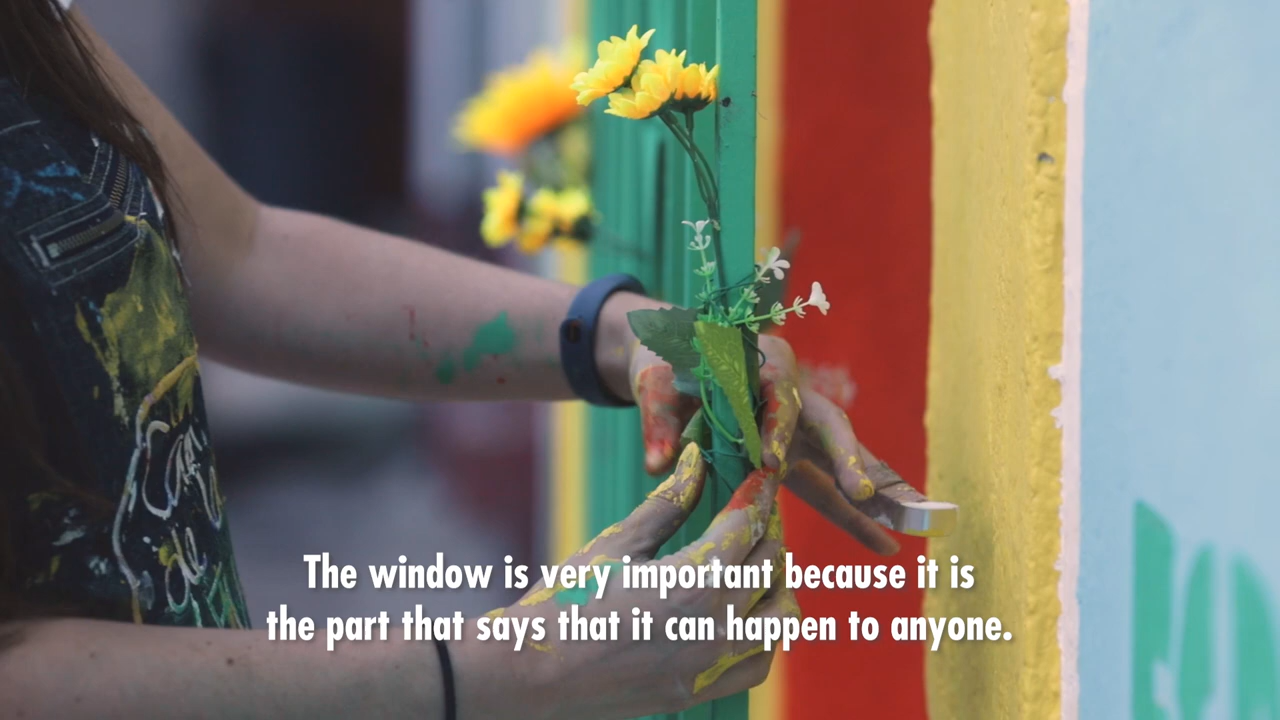 The window is very important because it is
the part that says that it can happen to anyone.